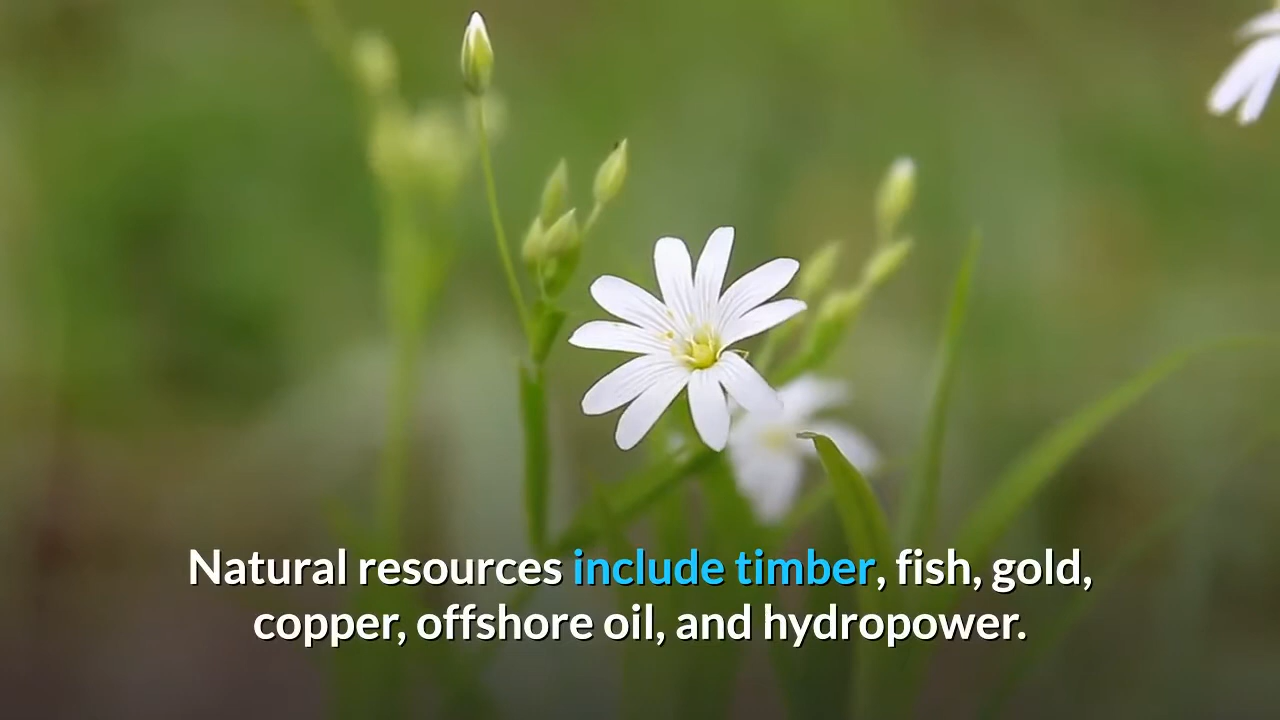 Natural resources include timber, fish, gold,
copper, offshore oil, and hydropower.